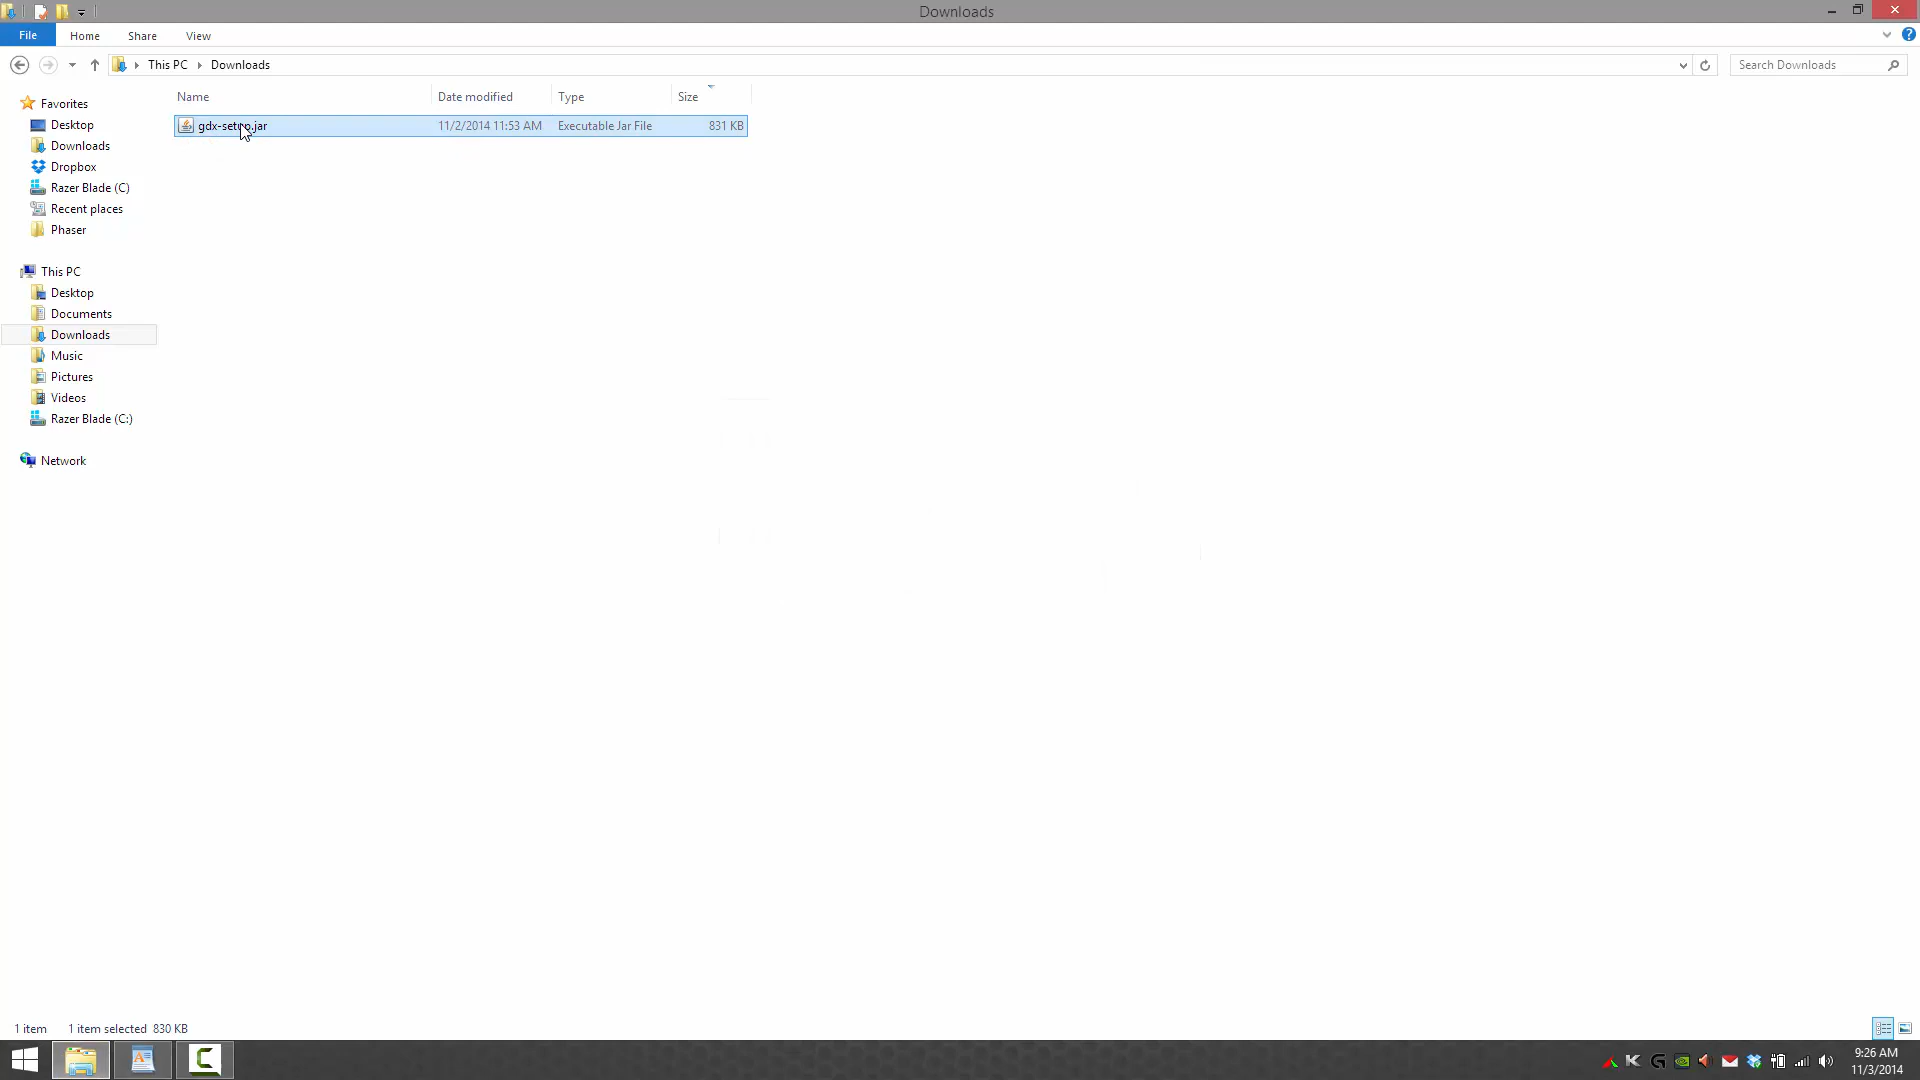 Downloads
File Home Share View
This PC Downloads Search Downloads
Name Date modified Type Size
gdx-setup.jar 11/2/2014 11:53 AM Executable Jar File 831 KB
Favorites
Desktop
Downloads
Dropbox
Razer Blade (C)
Recent places
Phaser
This PC
Desktop
Documents
Downloads
Music
Pictures
Videos
Razer Blade (C:)
Network
1 item 1 item selected 830 KB
9:26 AM
11/3/2014